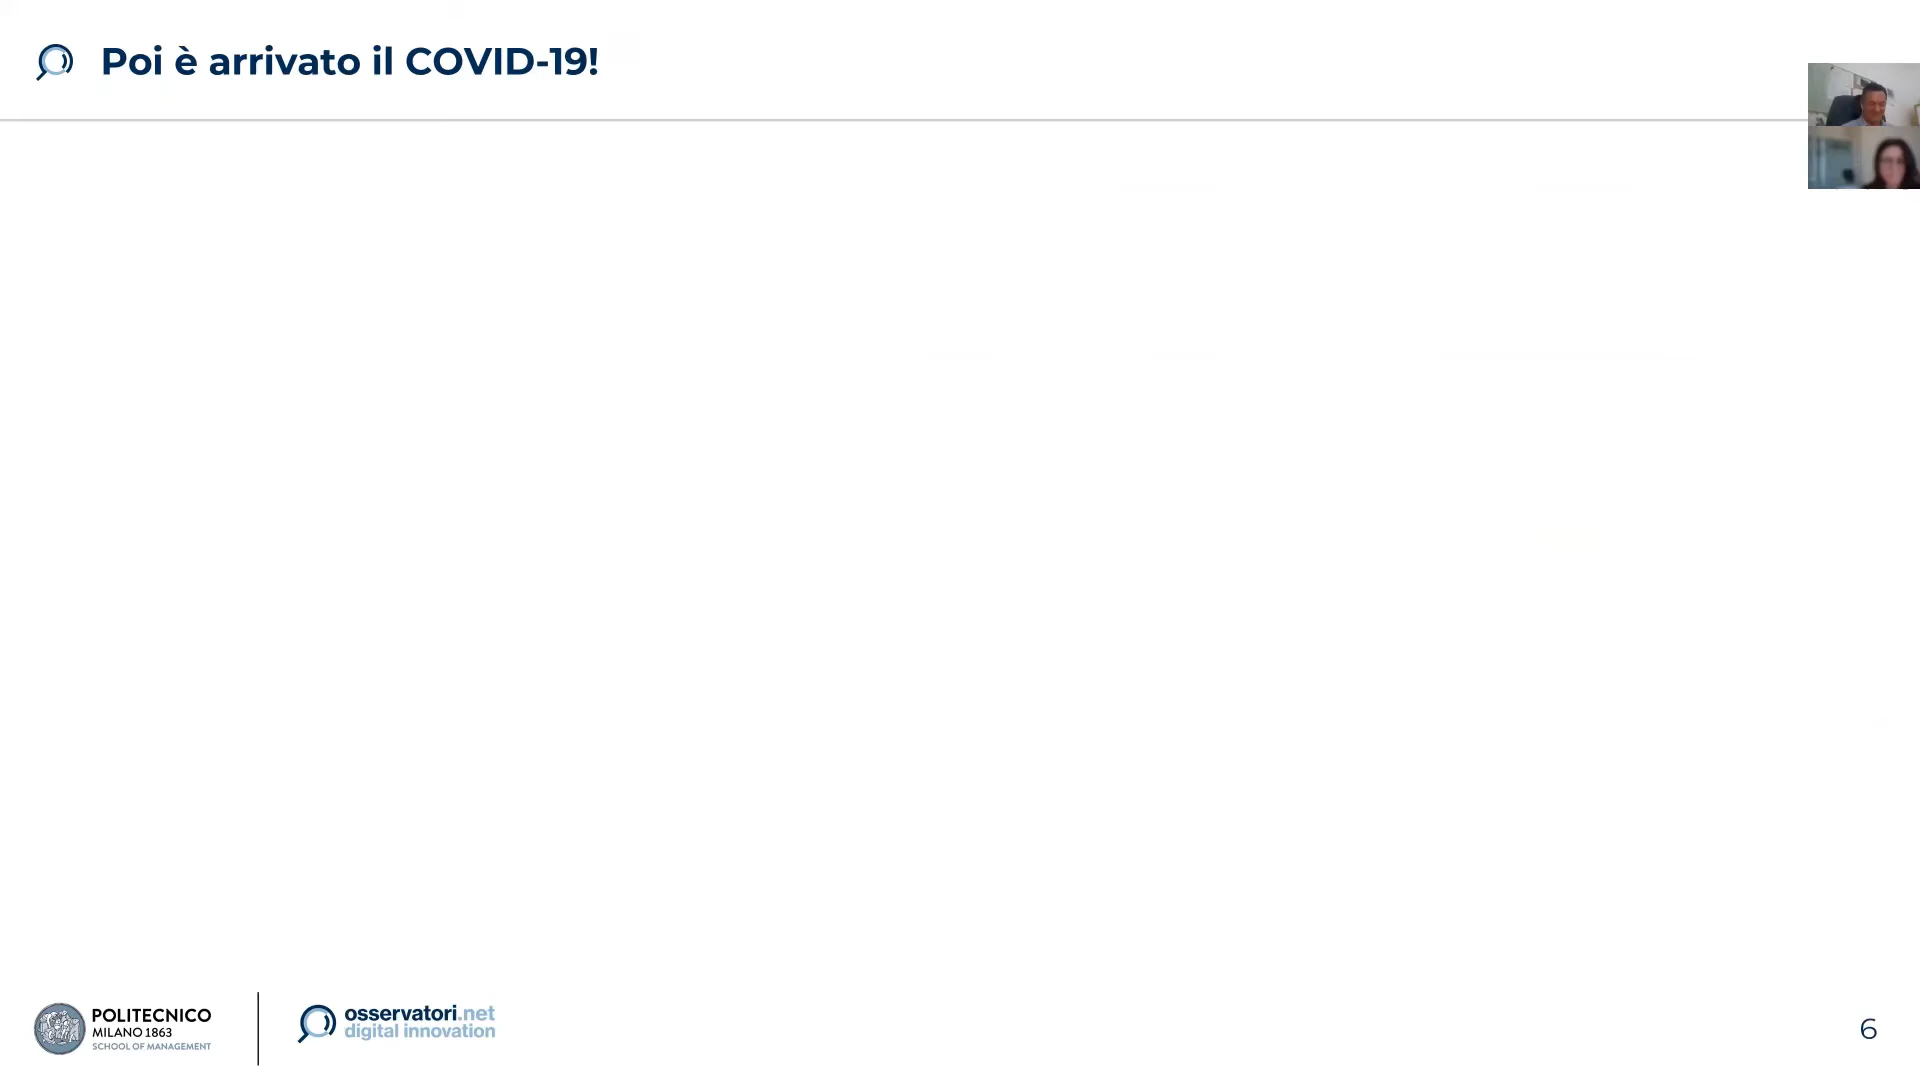 Poi è arrivato il COVID-19!
POLITECNICO
MILANO 1863
SCHOOL OF MANAGEMENT
osservatori.net
digital innovation
6